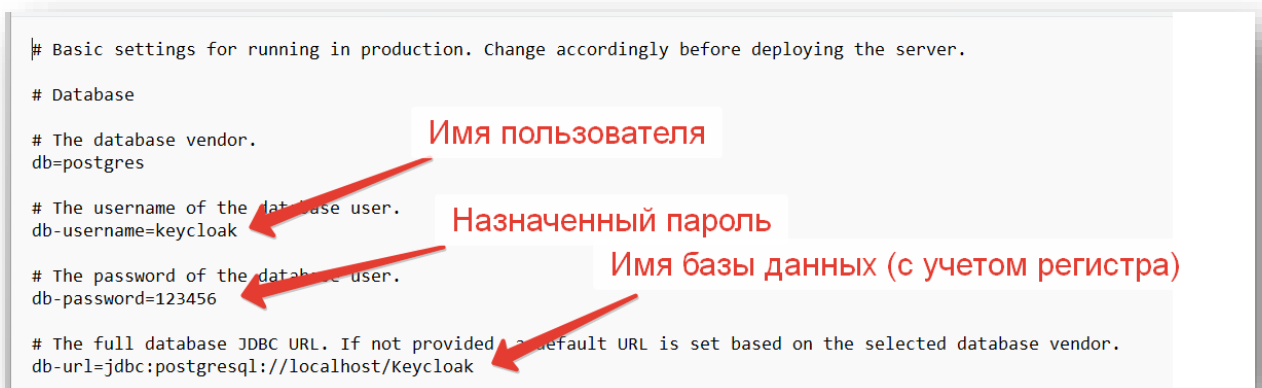 # Basic settings for running in production. Change accordingly before deploying the server.
# Database
Имя пользователя
# The database vendor.
db=postgres
# The username of the database user.
db-username=keycloak
Назначенный пароль
Имя базы данных (с учетом регистра)
# The password of the database user.
db-password=123456
# The full database JDBC URL. If not provided, a default URL is set based on the selected database vendor.
db-url=jdbc:postgresql://localhost/Keycloak